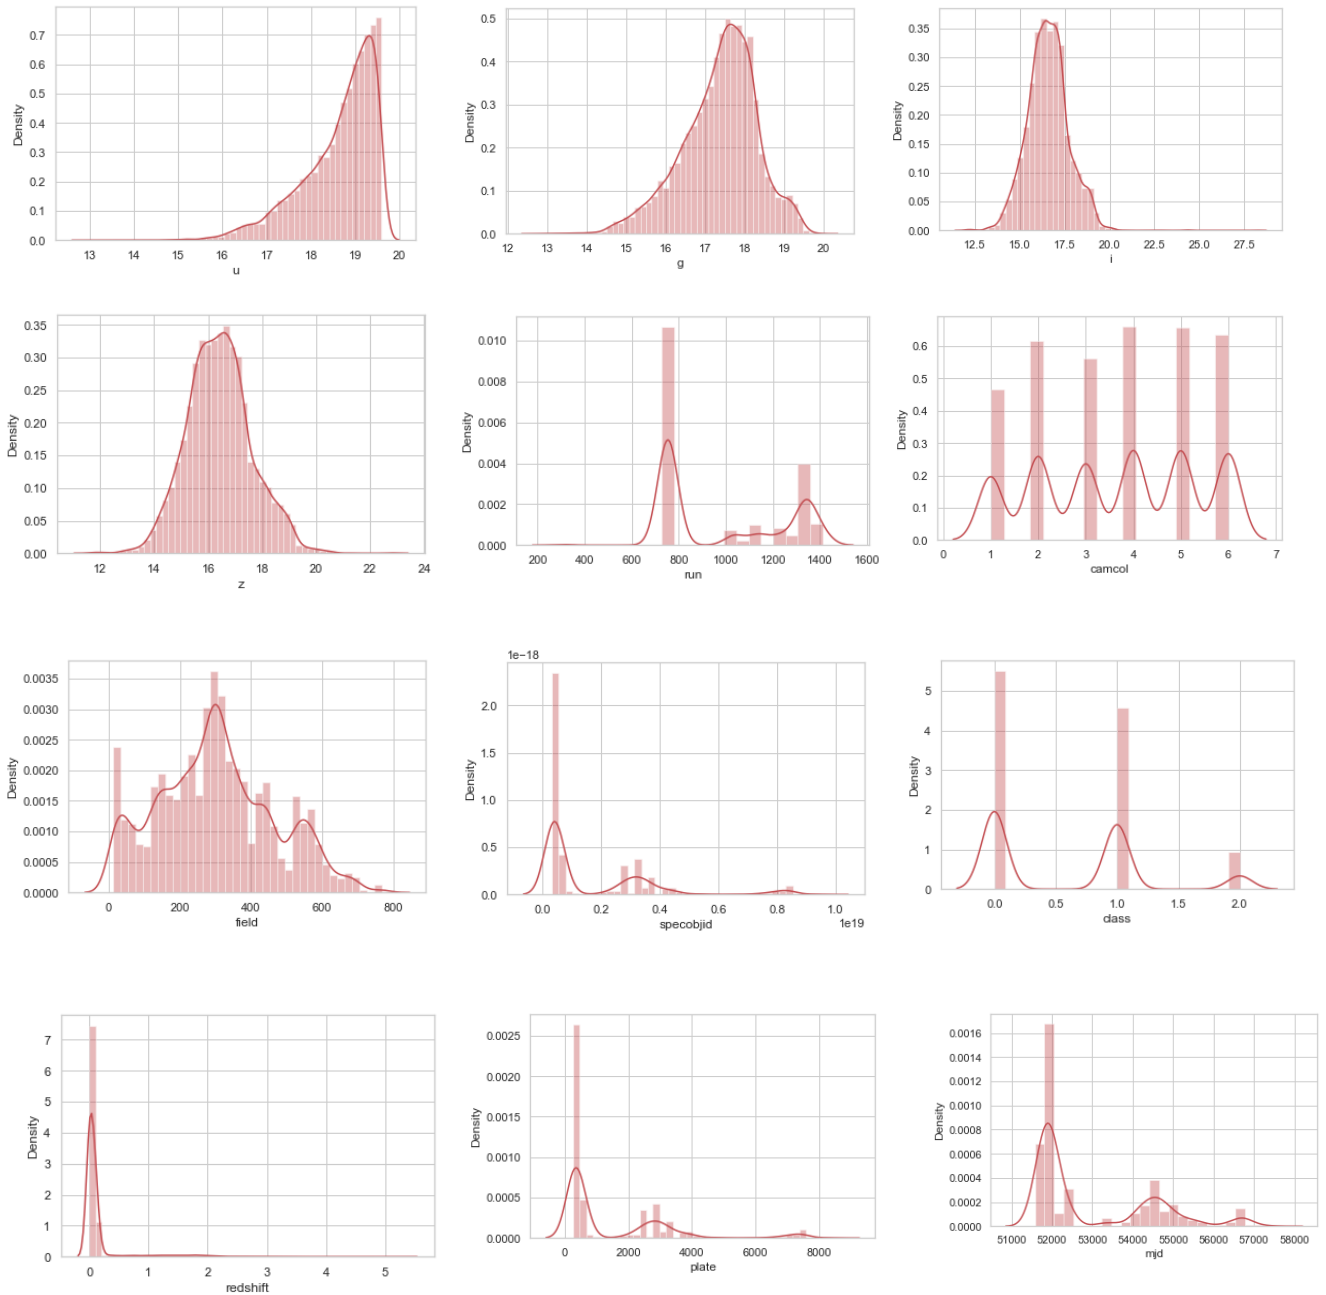 0.7
0.6
0.5
0.4
0.3
0.2
0.1
0.0
Density
13 14 15 16 17 18 19 20
u
0.5
0.4
0.3
0.2
0.1
0.0
Density
12 13 14 15 16 17 18 19 20
g
0.35
0.30
0.25
0.20
0.15
0.10
0.05
0.00
Density
12.5 15.0 17.5 20.0 22.5 25.0 27.5
i
0.35
0.30
0.25
0.20
0.15
0.10
0.05
0.00
Density
12 14 16 18 20 22 24
z
0.010
0.008
0.006
0.004
0.002
0.000
Density
200 400 600 800 1000 1200 1400 1600
run
0.6
0.5
0.4
0.3
0.2
0.1
0.0
Density
0 1 2 3 4 5 6 7
camcol
0.0035
0.0030
0.0025
0.0020
0.0015
0.0010
0.0005
0.0000
Density
0 200 400 600 800
field
1e−18
2.0
1.5
1.0
0.5
0.0
Density
0.0 0.2 0.4 0.6 0.8 1.0
specobjid 1e19
5
4
3
2
1
0
Density
0.0 0.5 1.0 1.5 2.0
class
7
6
5
4
3
2
1
0
Density
0 1 2 3 4 5
redshift
0.0025
0.0020
0.0015
0.0010
0.0005
0.0000
Density
0 2000 4000 6000 8000
plate
0.0016
0.0014
0.0012
0.0010
0.0008
0.0006
0.0004
0.0002
0.0000
Density
51000 52000 53000 54000 55000 56000 57000 58000
mjd